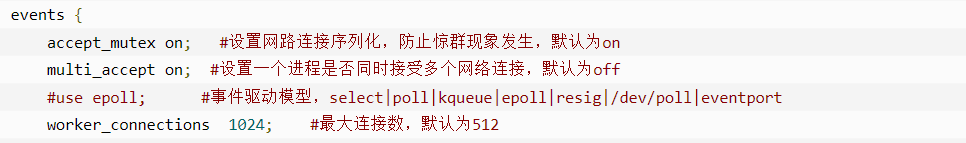 events {
    accept_mutex on;   #设置网路连接序列化，防止惊群现象发生，默认为on
    multi_accept on;  #设置一个进程是否同时接受多个网络连接，默认为off
    #use epoll;      #事件驱动模型，select|poll|kqueue|epoll|resig|/dev/poll|eventport
    worker_connections  1024;    #最大连接数，默认为512